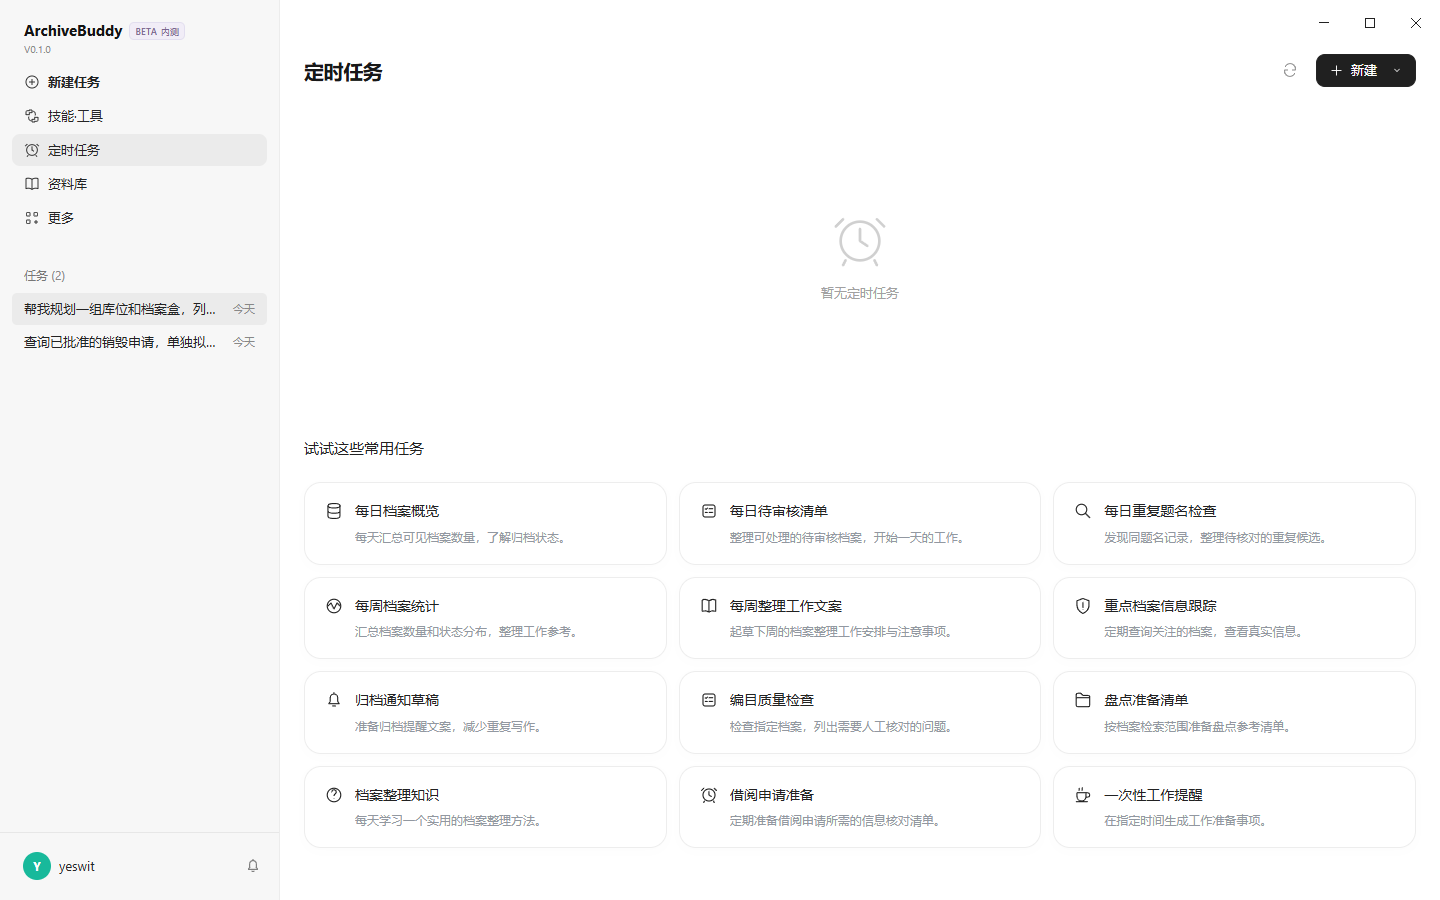 ArchiveBuddy BETA 内测
V0.1.0
新建任务
技能·工具
定时任务
资料库
更多
任务 (2)
帮我规划一组库位和档案盒，列... 今天
查询已批准的销毁申请，单独拟... 今天
Y yeswit
定时任务
新建
暂无定时任务
试试这些常用任务
每日档案概览
每天汇总可见档案数量，了解归档状态。
每日待审核清单
整理可处理的待审核档案，开始一天的工作。
每日重复题名检查
发现同题名记录，整理待核对的重复候选。
每周档案统计
汇总档案数量和状态分布，整理工作参考。
每周整理工作文案
起草下周的档案整理工作安排与注意事项。
重点档案信息跟踪
定期查询关注的档案，查看真实信息。
归档通知草稿
准备归档提醒文案，减少重复写作。
编目质量检查
检查指定档案，列出需要人工核对的问题。
盘点准备清单
按档案检索范围准备盘点参考清单。
档案整理知识
每天学习一个实用的档案整理方法。
借阅申请准备
定期准备借阅申请所需的信息核对清单。
一次性工作提醒
在指定时间生成工作准备事项。